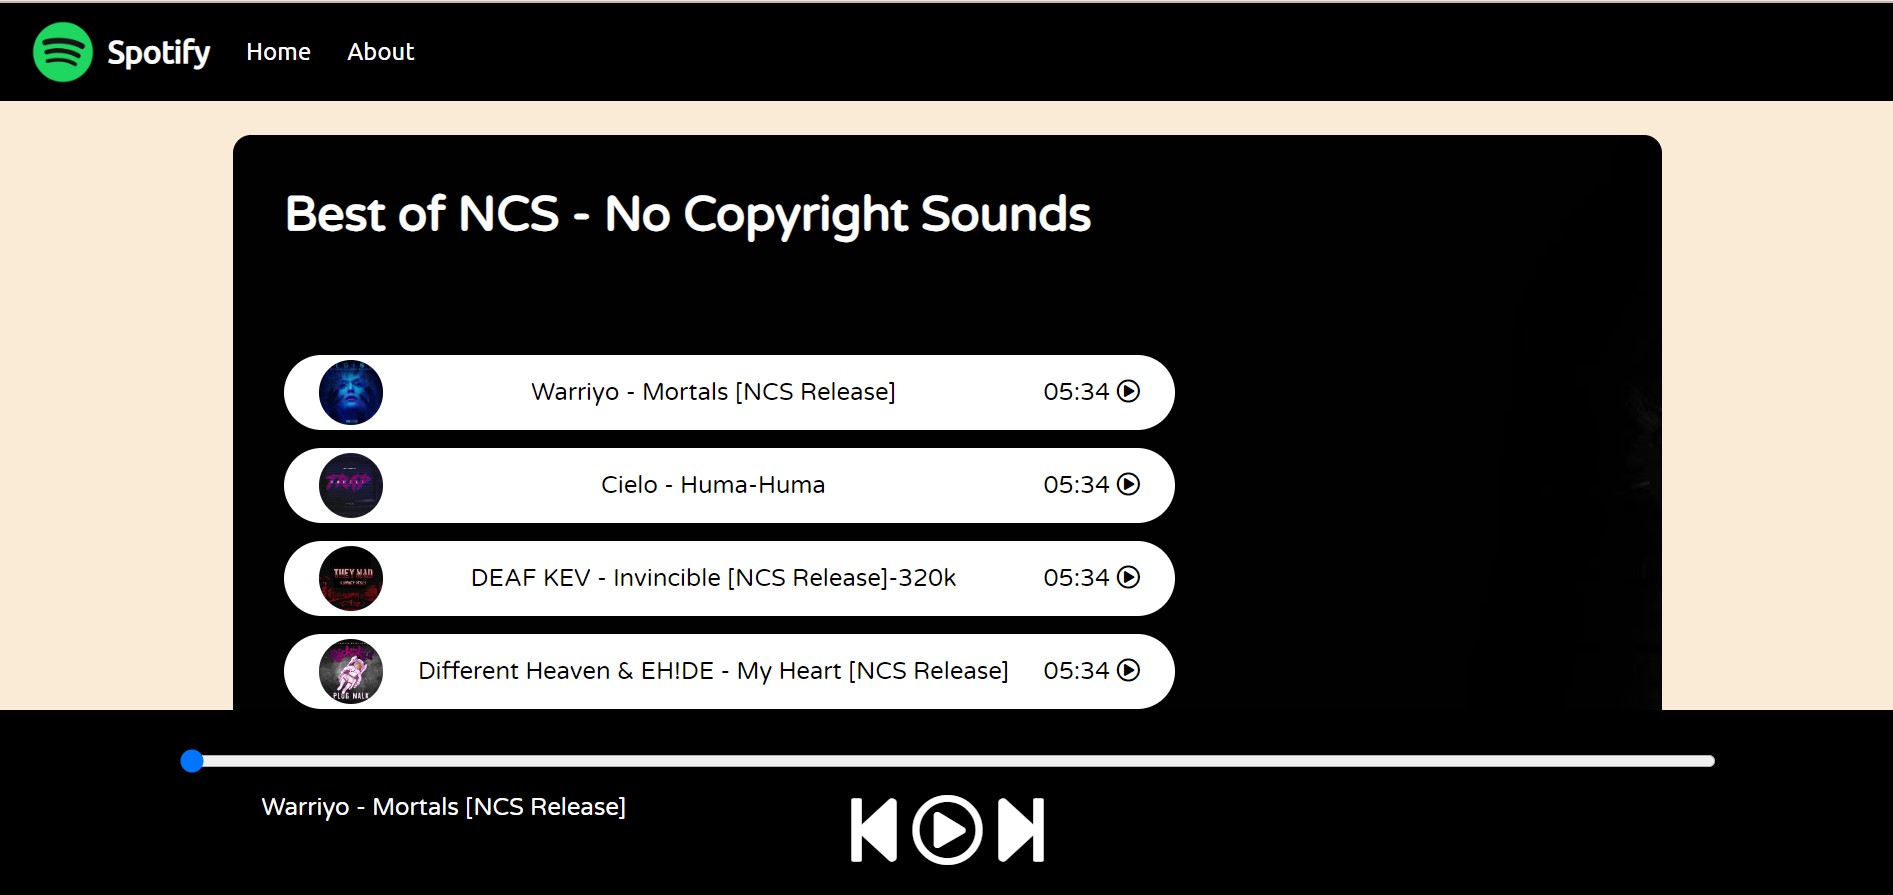 Spotify Home About
Best of NCS - No Copyright Sounds
Warriyo - Mortals [NCS Release] 05:34
Cielo - Huma-Huma 05:34
THEY MAD
DEAF KEV - Invincible [NCS Release]-320k 05:34
PLUG WALK
Different Heaven & EH!DE - My Heart [NCS Release] 05:34
Warriyo - Mortals [NCS Release]